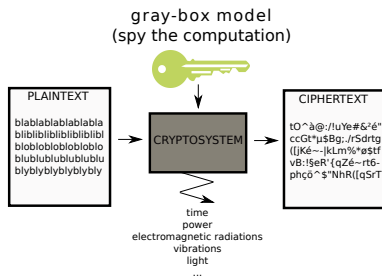 gray-box model
(spy the computation)
PLAINTEXT
blablablablablabla
bliblibliblibliblibli
bloblobloblobloblo
blublublublublublu
blyblyblyblyblybly
CRYPTOSYSTEM
CIPHERTEXT
tO^à@:/!uYe#&²é"
ccGt*µ$Bg;./rSdrtg
([jKé~-|kLm%*ø$tf
vB:!§eR'{qZé~rt6-
phçö^$"NhR([qSrT
time
power
electromagnetic radiations
vibrations
light
...